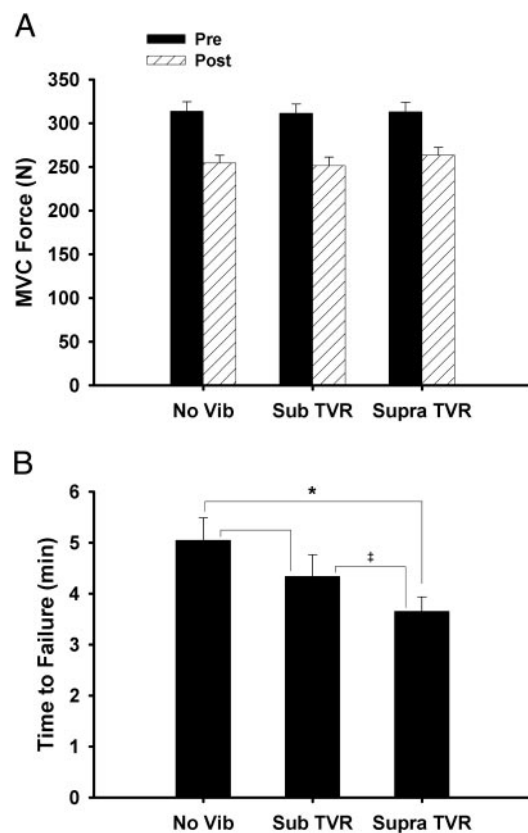 A
Pre
Post
350
300
250
200
150
100
50
0
MVC Force (N)
No Vib Sub TVR Supra TVR
B
6
5
4
3
2
1
0
Time to Failure (min)
*
‡
No Vib Sub TVR Supra TVR